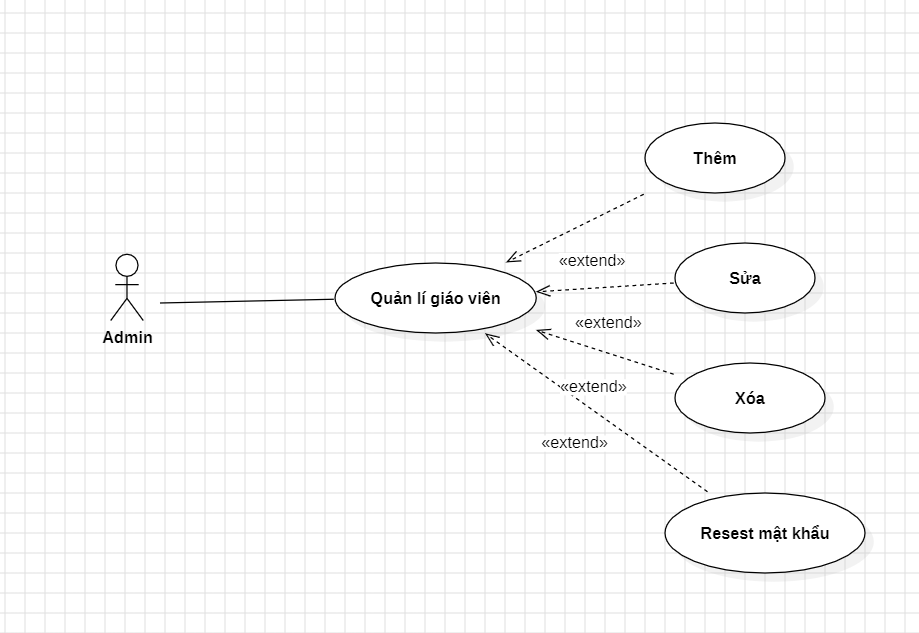 Thêm
«extend»
Sửa
Quản lí giáo viên
«extend»
Admin
«extend»
Xóa
«extend»
Resest mật khẩu